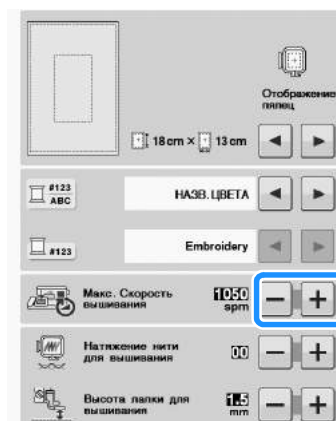 Отображение
пялец
18 cm × 13 cm
#123
ABC
НАЗВ. ЦВЕТА
#123
Embroidery
Макс. Скорость
вышивания
1050
spm
Натяжение нити
для вышивания
00
Высота лапки для
вышивания
1.5
mm